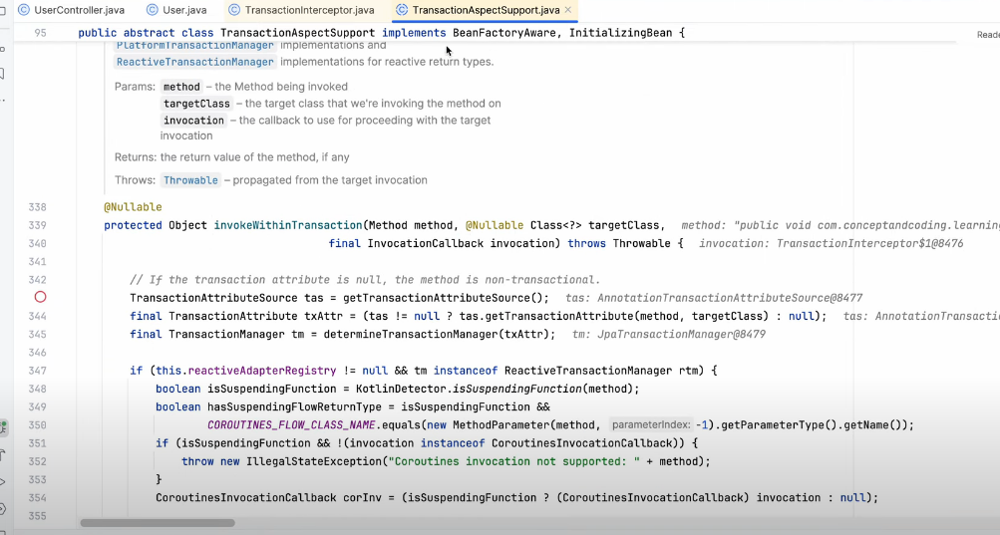 UserController.java User.java TransactionInterceptor.java TransactionAspectSupport.java ×
95 public abstract class TransactionAspectSupport implements BeanFactoryAware, InitializingBean {
PlatformTransactionManager implementations and
ReactiveTransactionManager implementations for reactive return types.
Params: method – the Method being invoked
targetClass – the target class that we're invoking the method on
invocation – the callback to use for proceeding with the target
invocation
Returns: the return value of the method, if any
Throws: Throwable – propagated from the target invocation
338 @Nullable
339 protected Object invokeWithinTransaction(Method method, @Nullable Class<?> targetClass, method: "public void com.conceptandcoding.learning
340 final InvocationCallback invocation) throws Throwable { invocation: TransactionInterceptor$1@8476
341
342 // If the transaction attribute is null, the method is non-transactional.
TransactionAttributeSource tas = getTransactionAttributeSource(); tas: AnnotationTransactionAttributeSource@8477
344 final TransactionAttribute txAttr = (tas != null ? tas.getTransactionAttribute(method, targetClass) : null); tas: AnnotationTransactio
345 final TransactionManager tm = determineTransactionManager(txAttr); tm: JpaTransactionManager@8479
346
347 if (this.reactiveAdapterRegistry != null && tm instanceof ReactiveTransactionManager rtm) {
348 boolean isSuspendingFunction = KotlinDetector.isSuspendingFunction(method);
349 boolean hasSuspendingFlowReturnType = isSuspendingFunction &&
350 COROUTINES_FLOW_CLASS_NAME.equals(new MethodParameter(method, parameterIndex: -1).getParameterType().getName());
351 if (isSuspendingFunction && !(invocation instanceof CoroutinesInvocationCallback)) {
352 throw new IllegalStateException("Coroutines invocation not supported: " + method);
353 }
354 CoroutinesInvocationCallback corInv = (isSuspendingFunction ? (CoroutinesInvocationCallback) invocation : null);
355